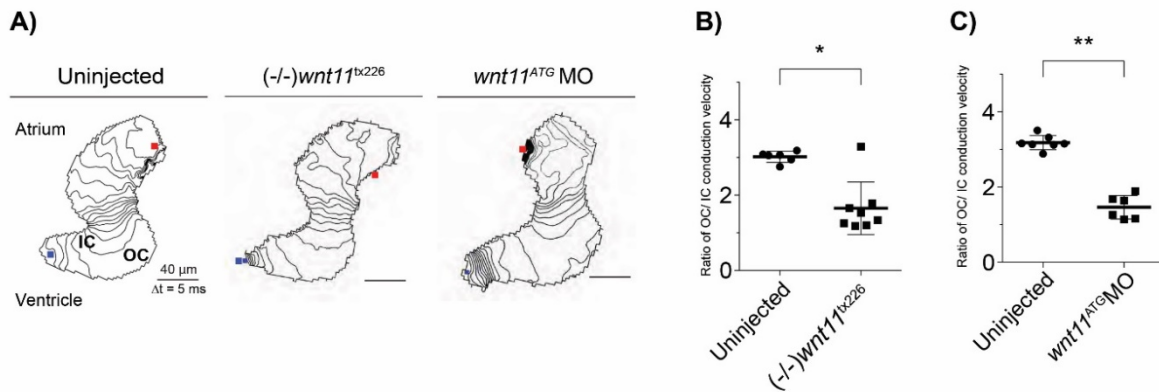 A)
Uninjected
(-/-)wnt11tx226
wnt11ATG MO
Atrium
IC
OC
40 µm
Δt = 5 ms
Ventricle
B)
*
Ratio of OC/ IC conduction velocity
4
2
0
Uninjected
(-/-)wnt11tx226
C)
**
Ratio of OC/ IC conduction velocity
4
2
0
Uninjected
wnt11ATGMO